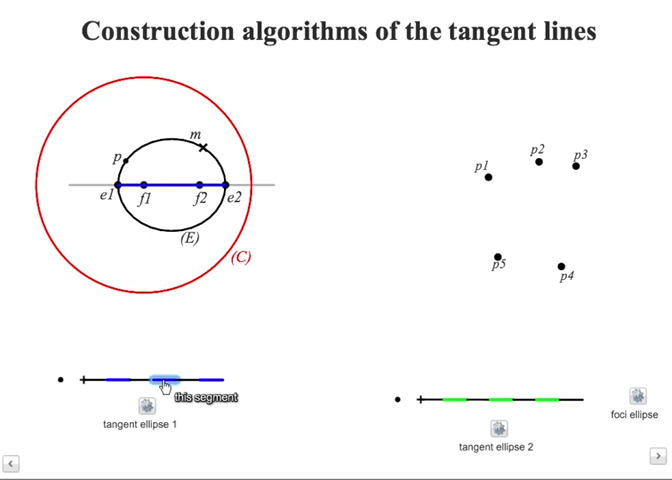 Construction algorithms of the tangent lines
m
p
e1
f1
f2
e2
(E)
(C)
p1
p2
p3
p5
p4
this segment
tangent ellipse 1
foci ellipse
tangent ellipse 2